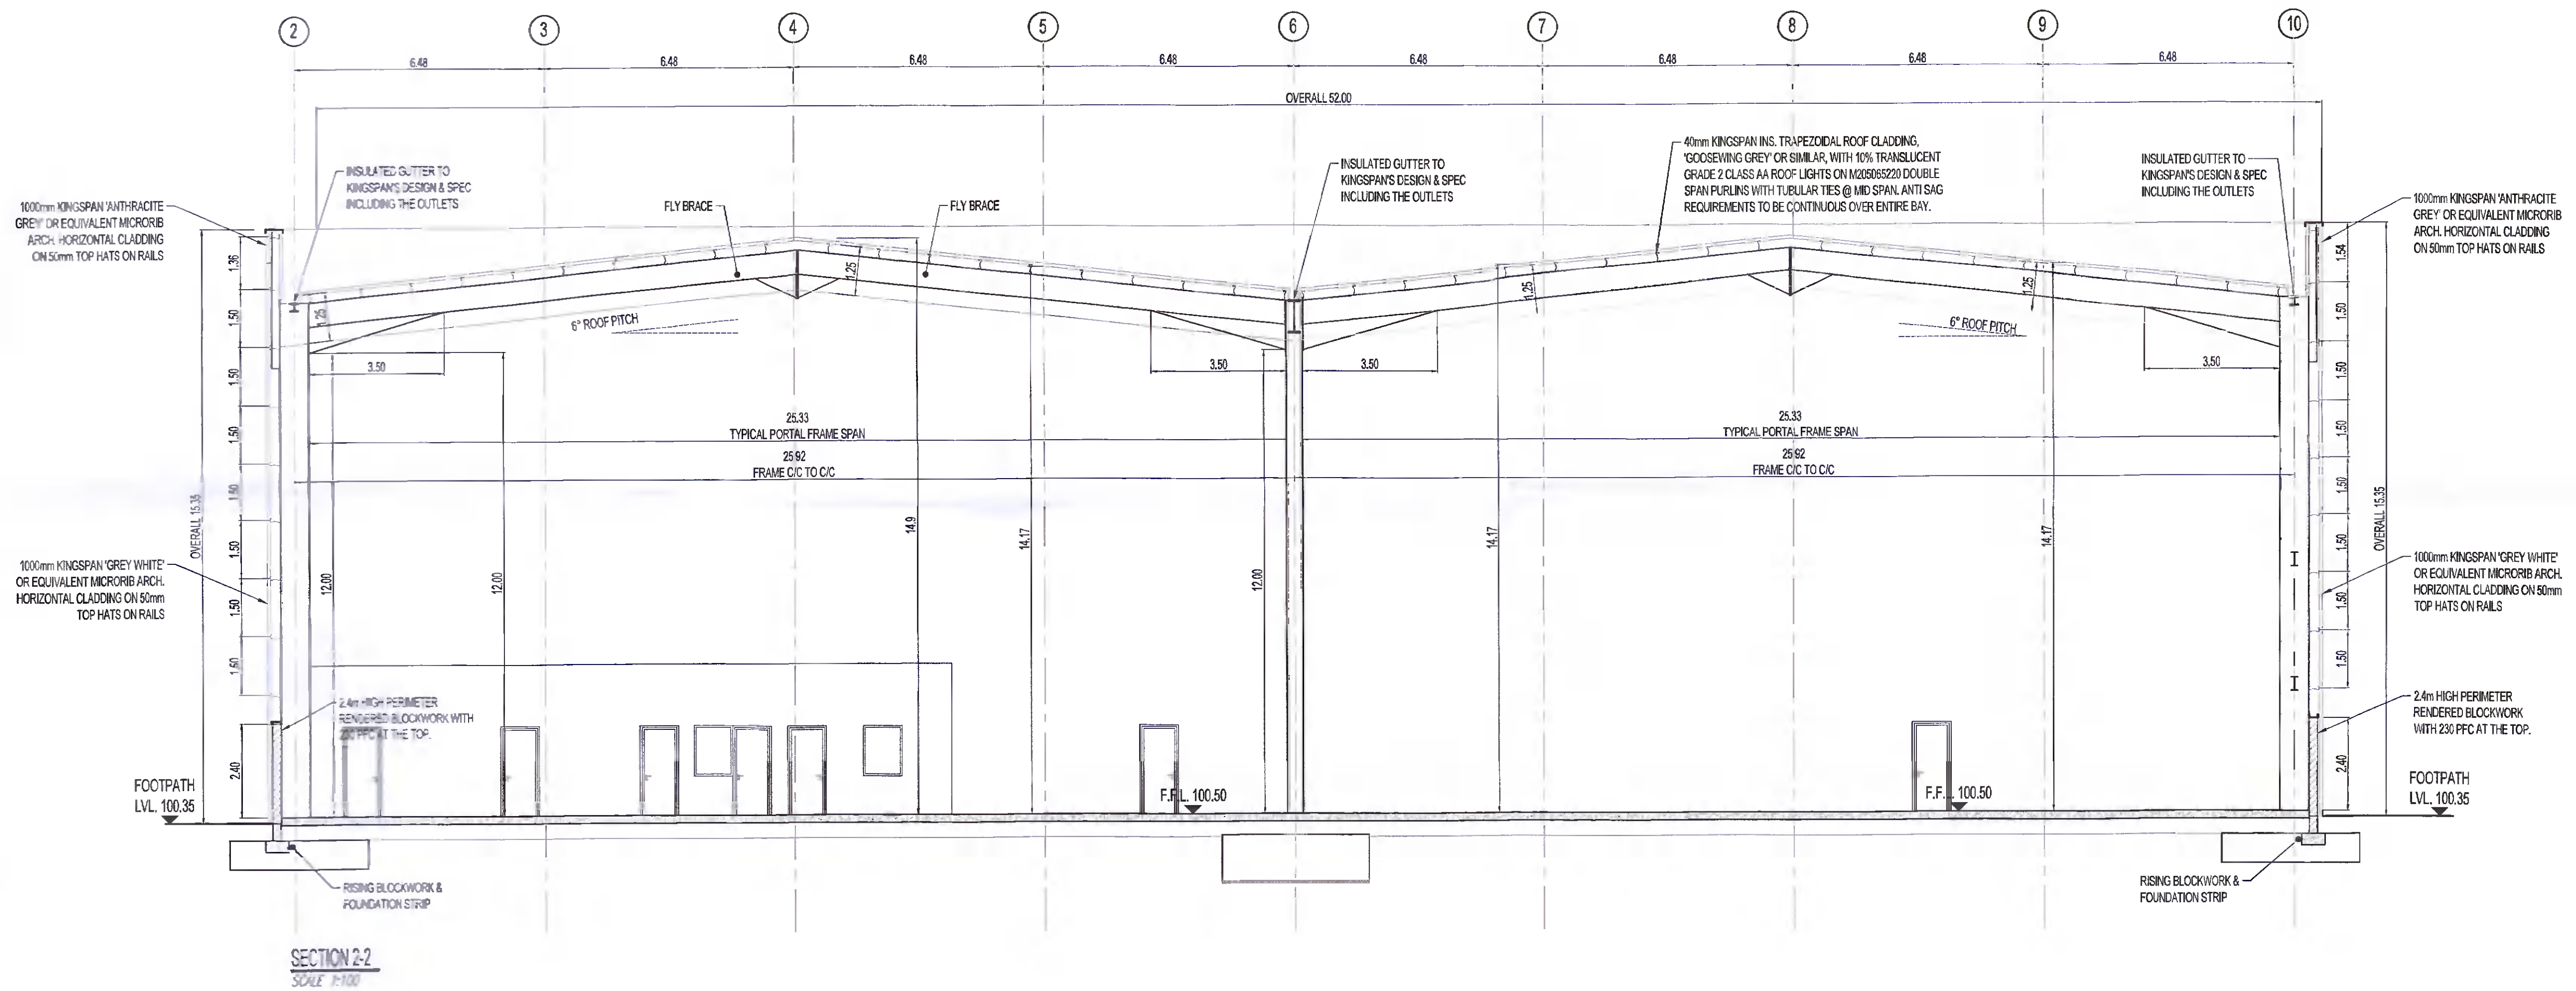 2 3 4 5 6 7 8 9 10
6.48 6.48 6.48 6.48 6.48 6.48 6.48 6.48
OVERALL 52.00
INSULATED GUTTER TO
KINGSPAN'S DESIGN & SPEC
INCLUDING THE OUTLETS
1000mm KINGSPAN 'ANTHRACITE
GREY' OR EQUIVALENT MICRORIB
ARCH. HORIZONTAL CLADDING
ON 50mm TOP HATS ON RAILS
FLY BRACE
FLY BRACE
INSULATED GUTTER TO
KINGSPAN'S DESIGN & SPEC
INCLUDING THE OUTLETS
40mm KINGSPAN INS. TRAPEZOIDAL ROOF CLADDING,
'GOOSEWING GREY' OR SIMILAR, WITH 10% TRANSLUCENT
GRADE 2 CLASS AA ROOF LIGHTS ON M205065220 DOUBLE
SPAN PURLINS WITH TUBULAR TIES @ MID SPAN. ANTI SAG
REQUIREMENTS TO BE CONTINUOUS OVER ENTIRE BAY.
INSULATED GUTTER TO
KINGSPAN'S DESIGN & SPEC
INCLUDING THE OUTLETS
1000mm KINGSPAN 'ANTHRACITE
GREY' OR EQUIVALENT MICRORIB
ARCH. HORIZONTAL CLADDING
ON 50mm TOP HATS ON RAILS
1.36
1.50
1.50
1.50
1.50
1.50
1.50
1.50
2.40
OVERALL 15.35
1.25
1.25
1.25
1.25
6° ROOF PITCH
6° ROOF PITCH
3.50
3.50
3.50
3.50
25.33
TYPICAL PORTAL FRAME SPAN
25.92
FRAME C/C TO C/C
25.33
TYPICAL PORTAL FRAME SPAN
25.92
FRAME C/C TO C/C
12.00
12.00
14.9
14.17
12.00
14.17
14.17
1.54
1.50
1.50
1.50
1.50
1.50
1.50
1.50
2.40
OVERALL 15.35
1000mm KINGSPAN 'GREY WHITE'
OR EQUIVALENT MICRORIB ARCH.
HORIZONTAL CLADDING ON 50mm
TOP HATS ON RAILS
1000mm KINGSPAN 'GREY WHITE'
OR EQUIVALENT MICRORIB ARCH.
HORIZONTAL CLADDING ON 50mm
TOP HATS ON RAILS
2.4m HIGH PERIMETER
RENDERED BLOCKWORK WITH
230 PFC AT THE TOP.
2.4m HIGH PERIMETER
RENDERED BLOCKWORK
WITH 230 PFC AT THE TOP.
FOOTPATH
LVL. 100.35
F.F.L. 100.50
F.F.L. 100.50
FOOTPATH
LVL. 100.35
RISING BLOCKWORK &
FOUNDATION STRIP
RISING BLOCKWORK &
FOUNDATION STRIP
SECTION 2-2
SCALE 1:100